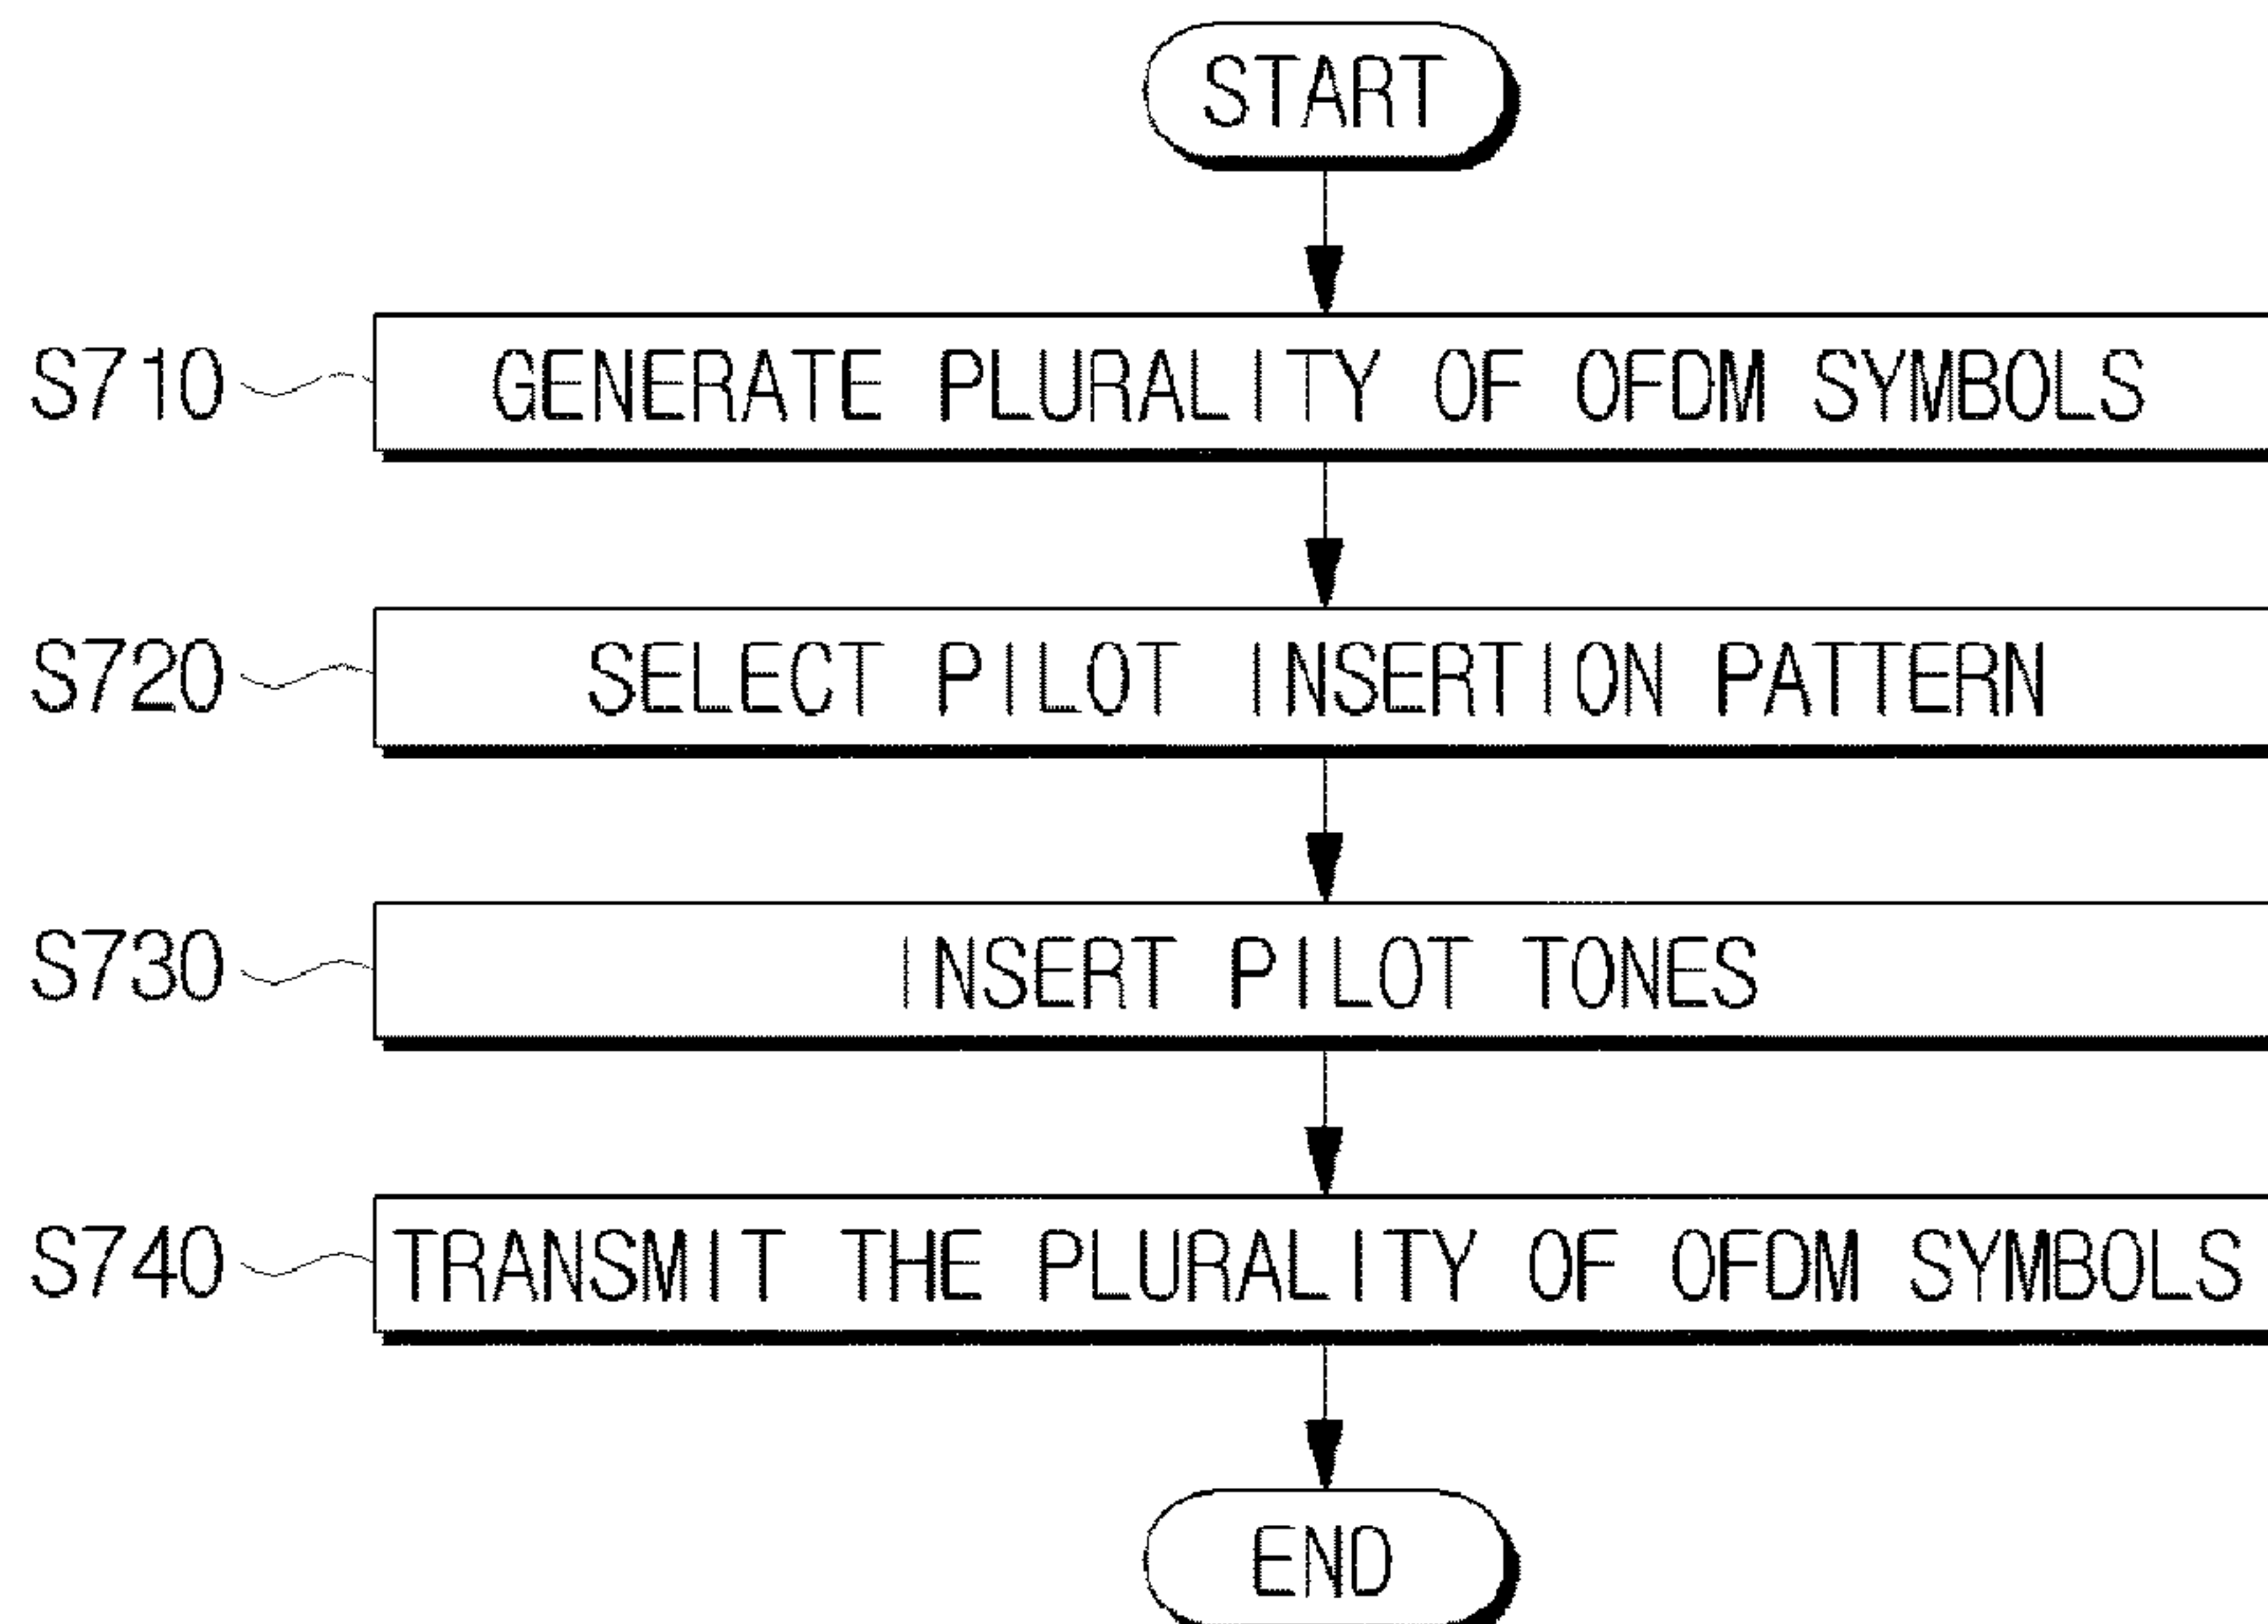 START
S710 GENERATE PLURALITY OF OFDM SYMBOLS
S720 SELECT PILOT INSERTION PATTERN
S730 INSERT PILOT TONES
S740 TRANSMIT THE PLURALITY OF OFDM SYMBOLS
END